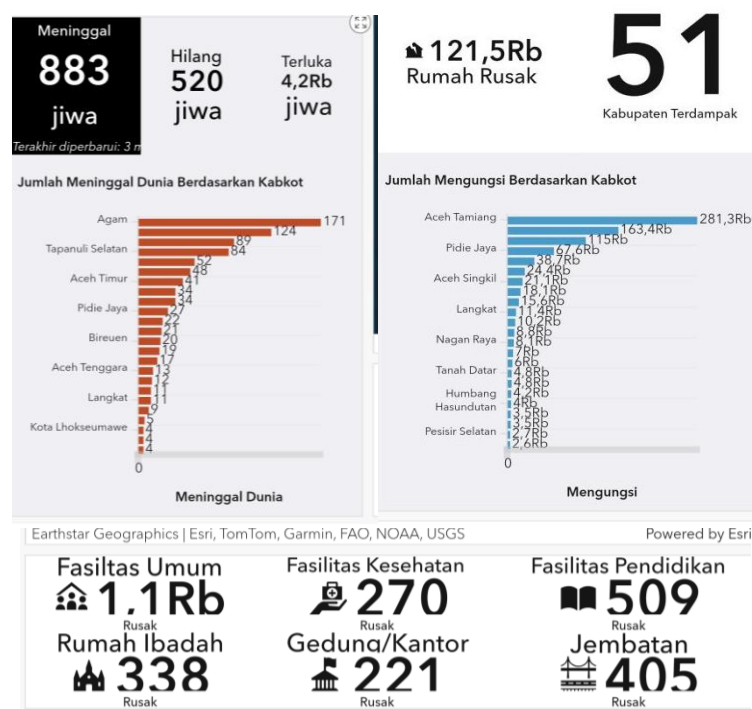 Meninggal
883
jiwa
Terakhir diperbarui: 3 m
Hilang
520
jiwa
Terluka
4,2Rb
jiwa
121,5Rb
Rumah Rusak
51
Kabupaten Terdampak
Jumlah Meninggal Dunia Berdasarkan Kabkot
Agam 171
124
89
Tapanuli Selatan 84
52
48
Aceh Timur 41
34
34
Pidie Jaya 27
22
21
Bireuen 20
19
17
Aceh Tenggara 13
12
11
Langkat 11
9
5
Kota Lhokseumawe 4
4
4
0
Meninggal Dunia
Jumlah Mengungsi Berdasarkan Kabkot
Aceh Tamiang 281,3Rb
163,4Rb
115Rb
Pidie Jaya 67,6Rb
38,7Rb
24,4Rb
Aceh Singkil 21,1Rb
18,1Rb
15,6Rb
Langkat 11,4Rb
10,2Rb
8,8Rb
Nagan Raya 8,1Rb
7Rb
6Rb
Tanah Datar 4,8Rb
4,8Rb
4,2Rb
Humbang
Hasundutan 4Rb
3,5Rb
3,5Rb
Pesisir Selatan 2,7Rb
2,6Rb
0
Mengungsi
Earthstar Geographics | Esri, TomTom, Garmin, FAO, NOAA, USGS
Powered by Esri
Fasiltas Umum
1,1Rb
Rusak
Fasilitas Kesehatan
270
Rusak
Fasilitas Pendidikan
509
Rusak
Rumah Ibadah
338
Rusak
Gedung/Kantor
221
Rusak
Jembatan
405
Rusak